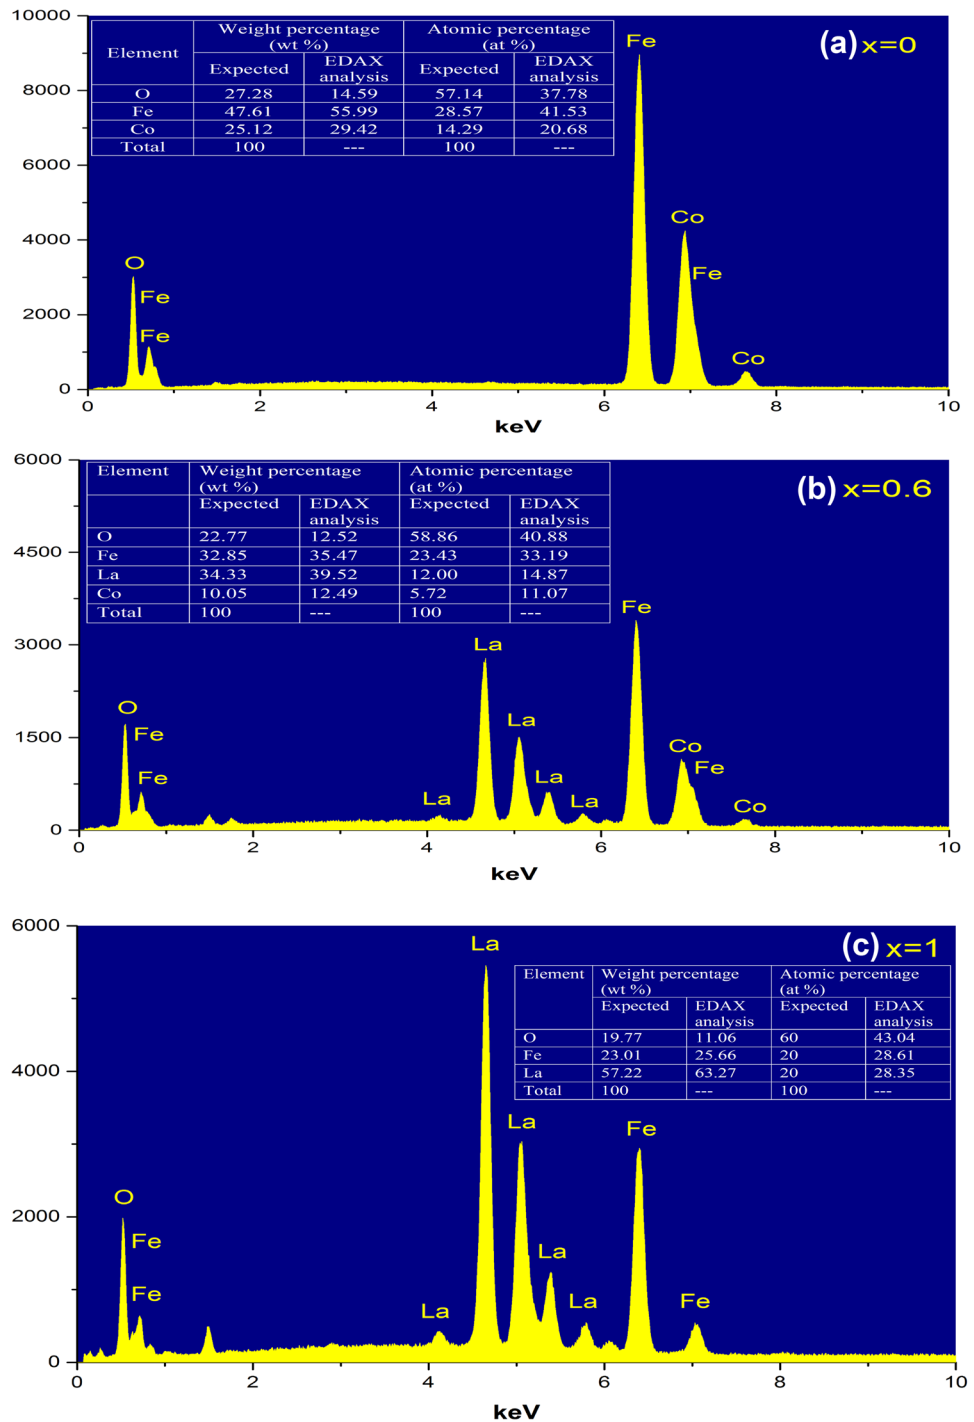 (a) x=0
Element Weight percentage (wt %) Atomic percentage (at %)
Expected EDAX analysis Expected EDAX analysis
O 27.28 14.59 57.14 37.78
Fe 47.61 55.99 28.57 41.53
Co 25.12 29.42 14.29 20.68
Total 100 --- 100 ---
10000
8000
6000
4000
2000
0
Fe
Co
Fe
Co
O
Fe
Fe
0 2 4 6 8 10
keV
(b) x=0.6
Element Weight percentage (wt %) Atomic percentage (at %)
Expected EDAX analysis Expected EDAX analysis
O 22.77 12.52 58.86 40.88
Fe 32.85 35.47 23.43 33.19
La 34.33 39.52 12.00 14.87
Co 10.05 12.49 5.72 11.07
Total 100 --- 100 ---
6000
4500
3000
1500
0
Fe
La
O
Fe
La
Co
Fe
La
Fe
La
La
Co
0 2 4 6 8 10
keV
(c) x=1
Element Weight percentage (wt %) Atomic percentage (at %)
Expected EDAX analysis Expected EDAX analysis
O 19.77 11.06 60 43.04
Fe 23.01 25.66 20 28.61
La 57.22 63.27 20 28.35
Total 100 --- 100 ---
6000
4000
2000
0
La
La
Fe
O
Fe
La
Fe
La
La
Fe
0 2 4 6 8 10
keV